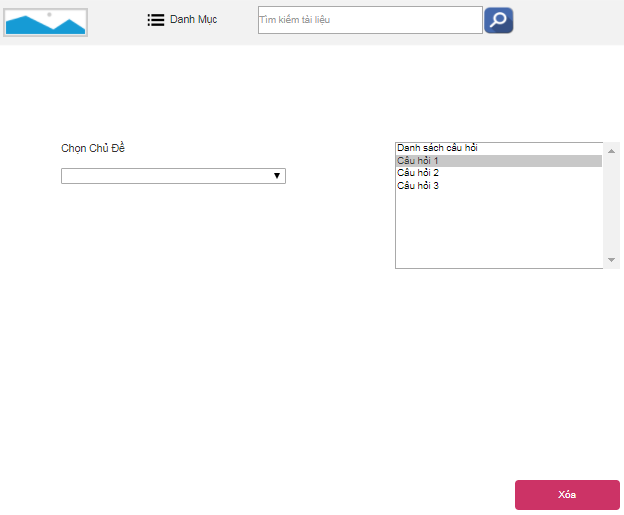 Danh Mục
Tìm kiếm tài liệu
Chọn Chủ Đề
Danh sách câu hỏi
Câu hỏi 1
Câu hỏi 2
Câu hỏi 3
Xóa